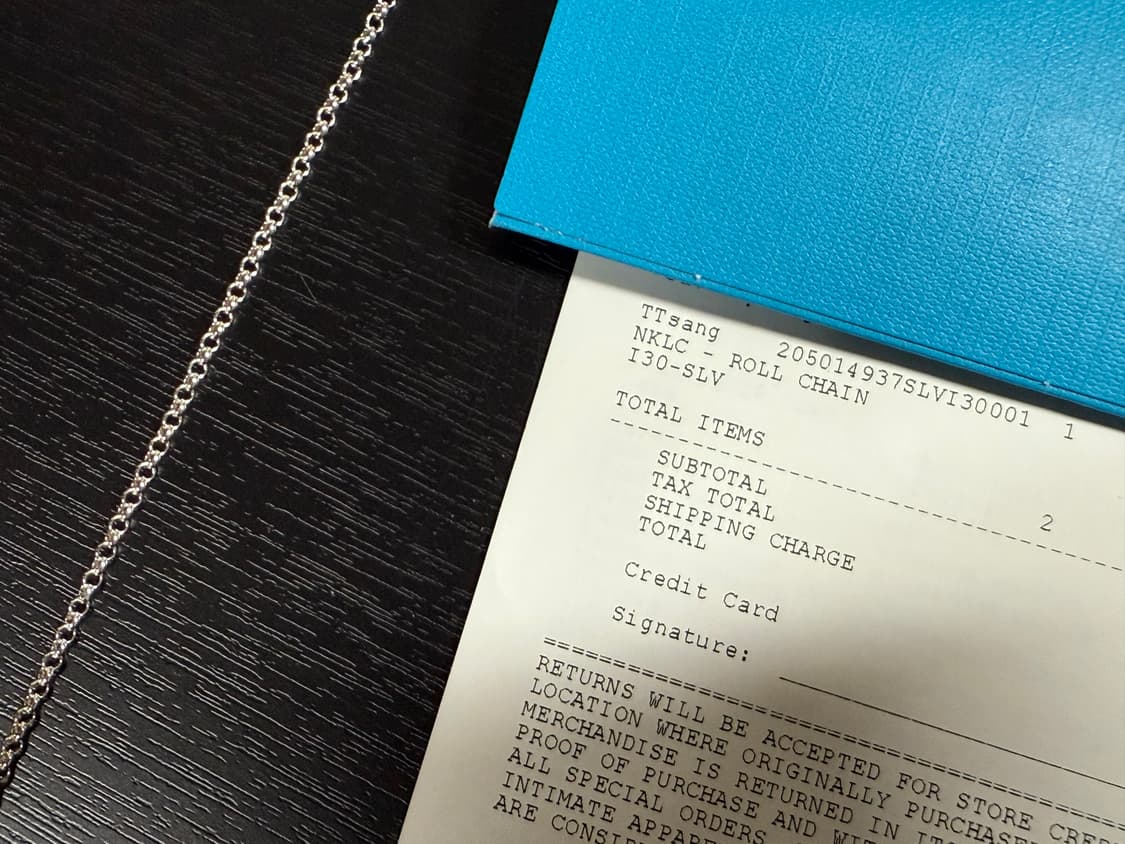 TTsang 205014937SLVI30001 1
NKLC - ROLL CHAIN
I30-SLV
TOTAL ITEMS 2
SUBTOTAL
TAX TOTAL
SHIPPING CHARGE
TOTAL
Credit Card
Signature:
RETURNS WILL BE ACCEPTED FOR STORE
LOCATION WHERE ORIGINALLY
MERCHANDISE IS RETURNED IN
PROOF OF PURCHASE AND
ALL SPECIAL ORDERS
INTIMATE
ARE